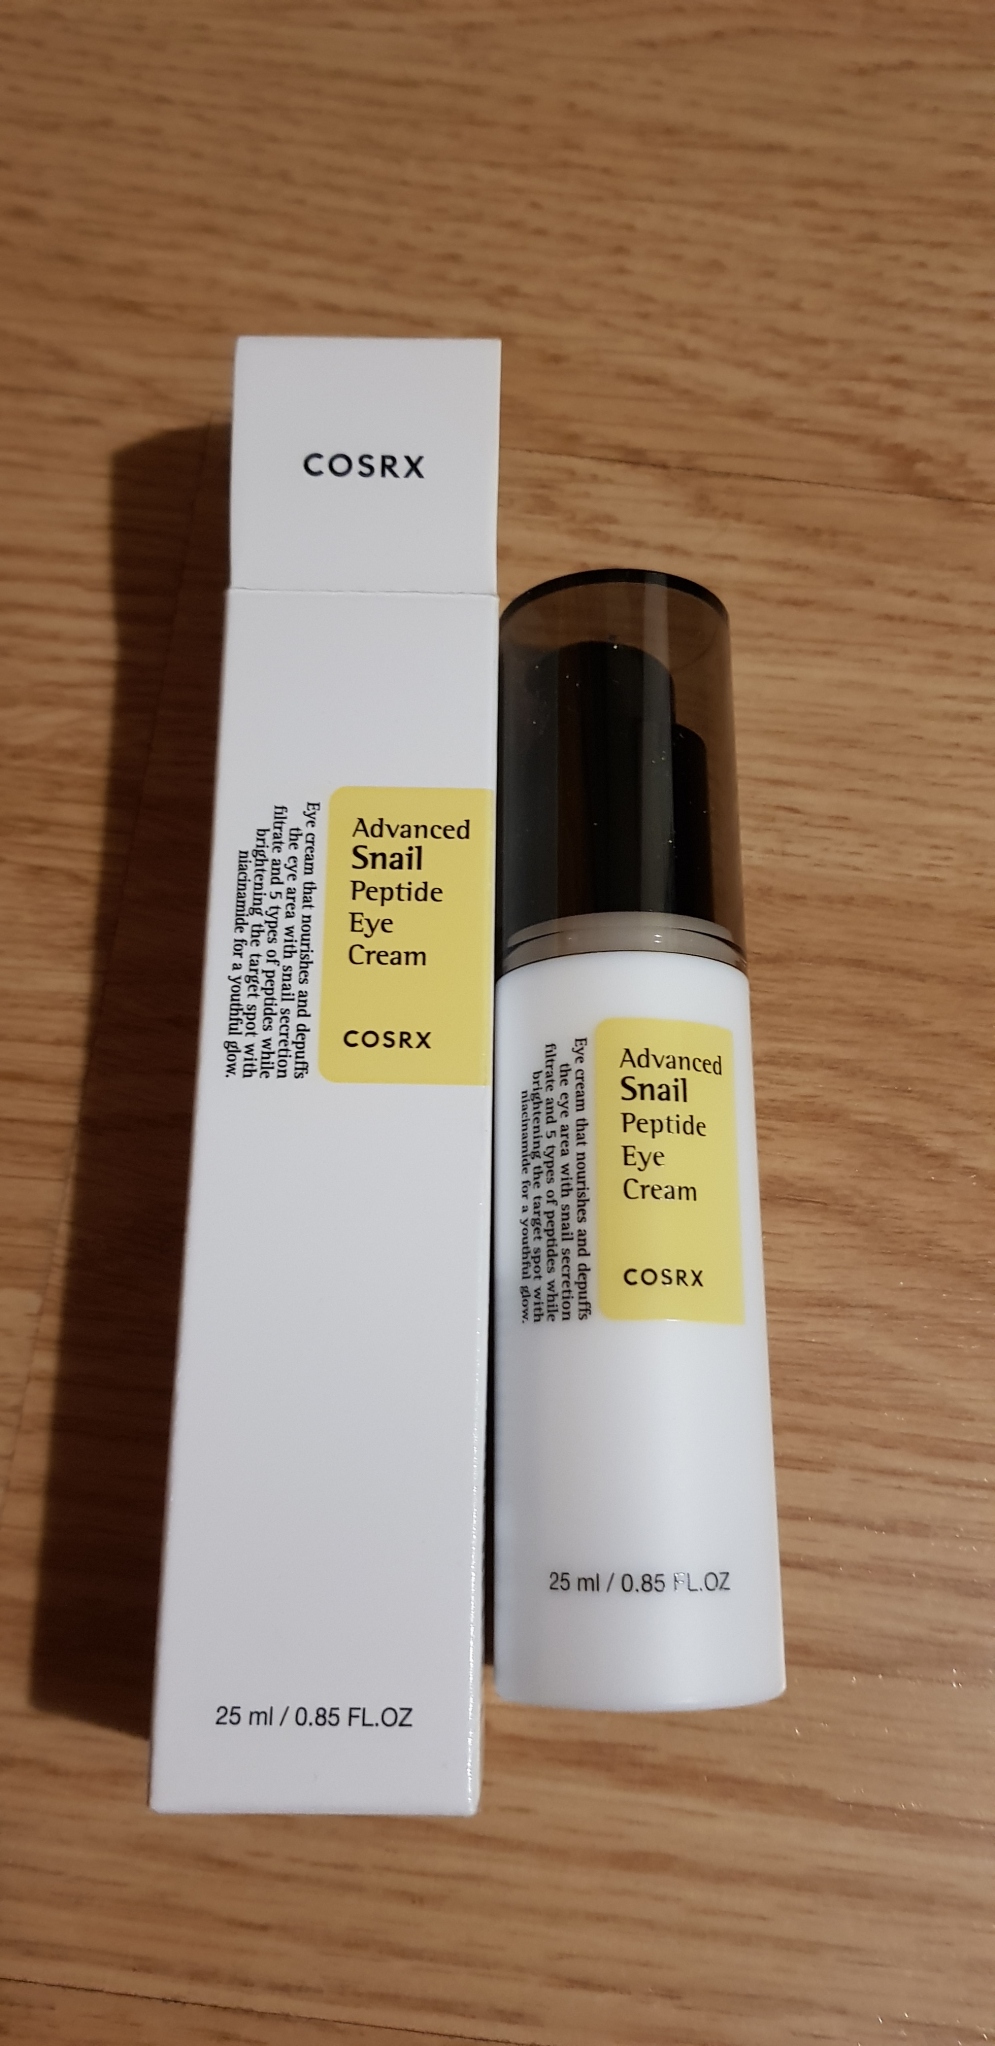 COSRX
Advanced
Snail
Peptide
Eye
Cream
COSRX
Eye cream that nourishes and depuffs
the eye area with snail secretion
filtrate and 5 types of peptides while
brightening the target spot with
niacinamide for a youthful glow.
25 ml / 0.85 FL.OZ
Advanced
Snail
Peptide
Eye
Cream
COSRX
Eye cream that nourishes and depuffs
the eye area with snail secretion
filtrate and 5 types of peptides while
brightening the target spot with
niacinamide for a youthful glow.
25 ml / 0.85 FL.OZ